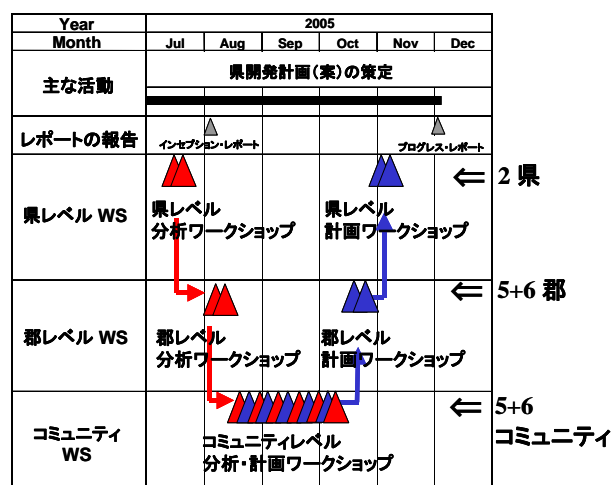 Year
2005
Month
Jul
Aug
Sep
Oct
Nov
Dec
主な活動
県開発計画(案)の策定
レポートの報告
インセプション・レポート
プログレス・レポート
県レベル WS
県レベル
分析ワークショップ
県レベル
計画ワークショップ
⇐ 2 県
郡レベル WS
郡レベル
分析ワークショップ
郡レベル
計画ワークショップ
⇐ 5+6 郡
コミュニティ
WS
コミュニティレベル
分析・計画ワークショップ
⇐ 5+6
コミュニティ